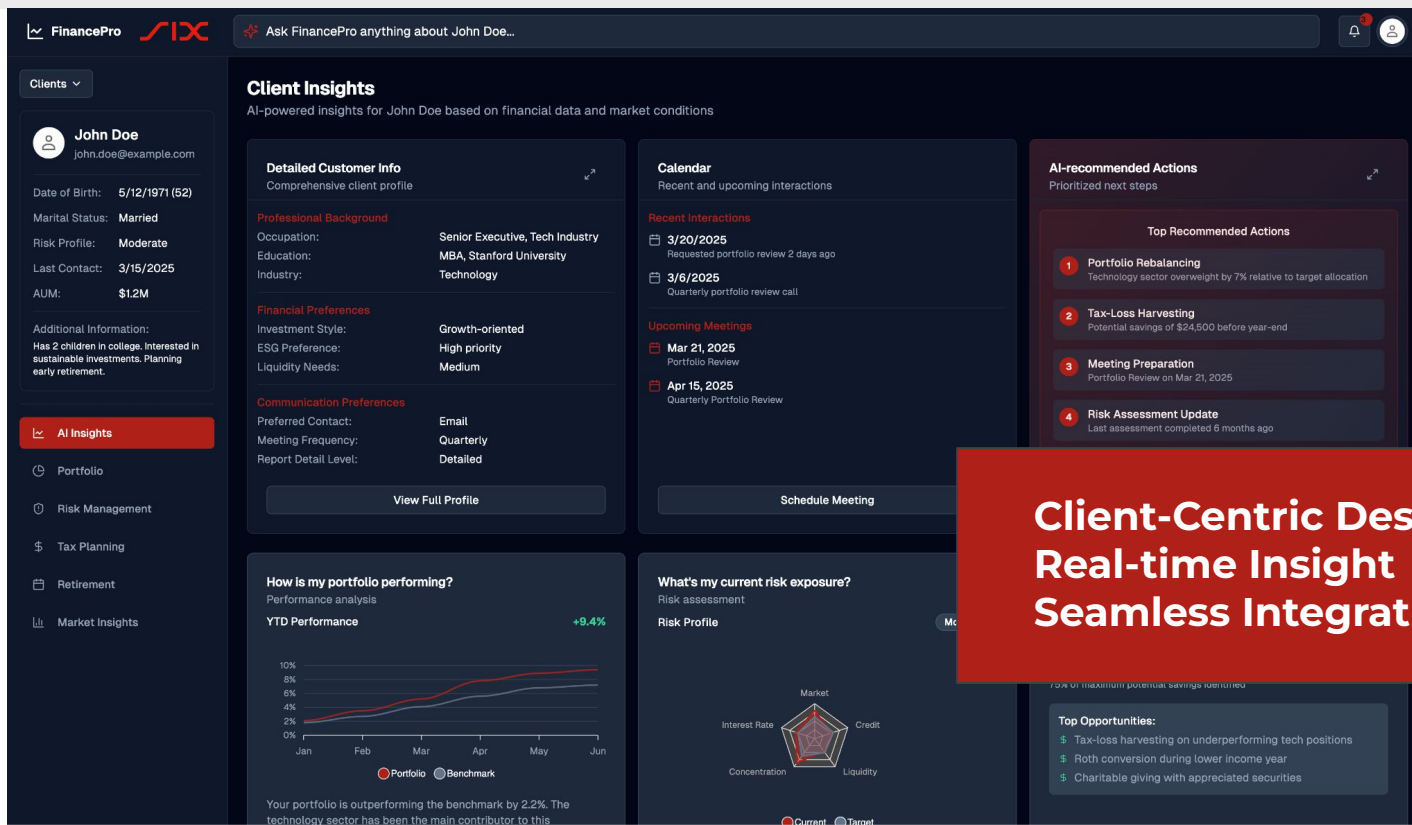 FinancePro
SIX
Ask FinancePro anything about John Doe...
3
Clients
John Doe
john.doe@example.com
Date of Birth: 5/12/1971 (52)
Marital Status: Married
Risk Profile: Moderate
Last Contact: 3/15/2025
AUM: $1.2M
Additional Information:
Has 2 children in college. Interested in
sustainable investments. Planning
early retirement.
AI Insights
Portfolio
Risk Management
Tax Planning
Retirement
Market Insights
Client Insights
AI-powered insights for John Doe based on financial data and market conditions
Detailed Customer Info
Comprehensive client profile
Professional Background
Occupation: Senior Executive, Tech Industry
Education: MBA, Stanford University
Industry: Technology
Financial Preferences
Investment Style: Growth-oriented
ESG Preference: High priority
Liquidity Needs: Medium
Communication Preferences
Preferred Contact: Email
Meeting Frequency: Quarterly
Report Detail Level: Detailed
View Full Profile
Calendar
Recent and upcoming interactions
Recent Interactions
3/20/2025
Requested portfolio review 2 days ago
3/6/2025
Quarterly portfolio review call
Upcoming Meetings
Mar 21, 2025
Portfolio Review
Apr 15, 2025
Quarterly Portfolio Review
Schedule Meeting
AI-recommended Actions
Prioritized next steps
Top Recommended Actions
1 Portfolio Rebalancing
Technology sector overweight by 7% relative to target allocation
2 Tax-Loss Harvesting
Potential savings of $24,500 before year-end
3 Meeting Preparation
Portfolio Review on Mar 21, 2025
4 Risk Assessment Update
Last assessment completed 6 months ago
Client-Centric Des
Real-time Insight
Seamless Integrat
How is my portfolio performing?
Performance analysis
YTD Performance +9.4%
10%
8%
6%
4%
2%
0%
Jan Feb Mar Apr May Jun
Portfolio Benchmark
Your portfolio is outperforming the benchmark by 2.2%. The
technology sector has been the main contributor to this
What's my current risk exposure?
Risk assessment
Risk Profile Mo
Market
Interest Rate Credit
Concentration Liquidity
Current Target
75% of maximum potential savings identified
Top Opportunities:
$ Tax-loss harvesting on underperforming tech positions
$ Roth conversion during lower income year
$ Charitable giving with appreciated securities